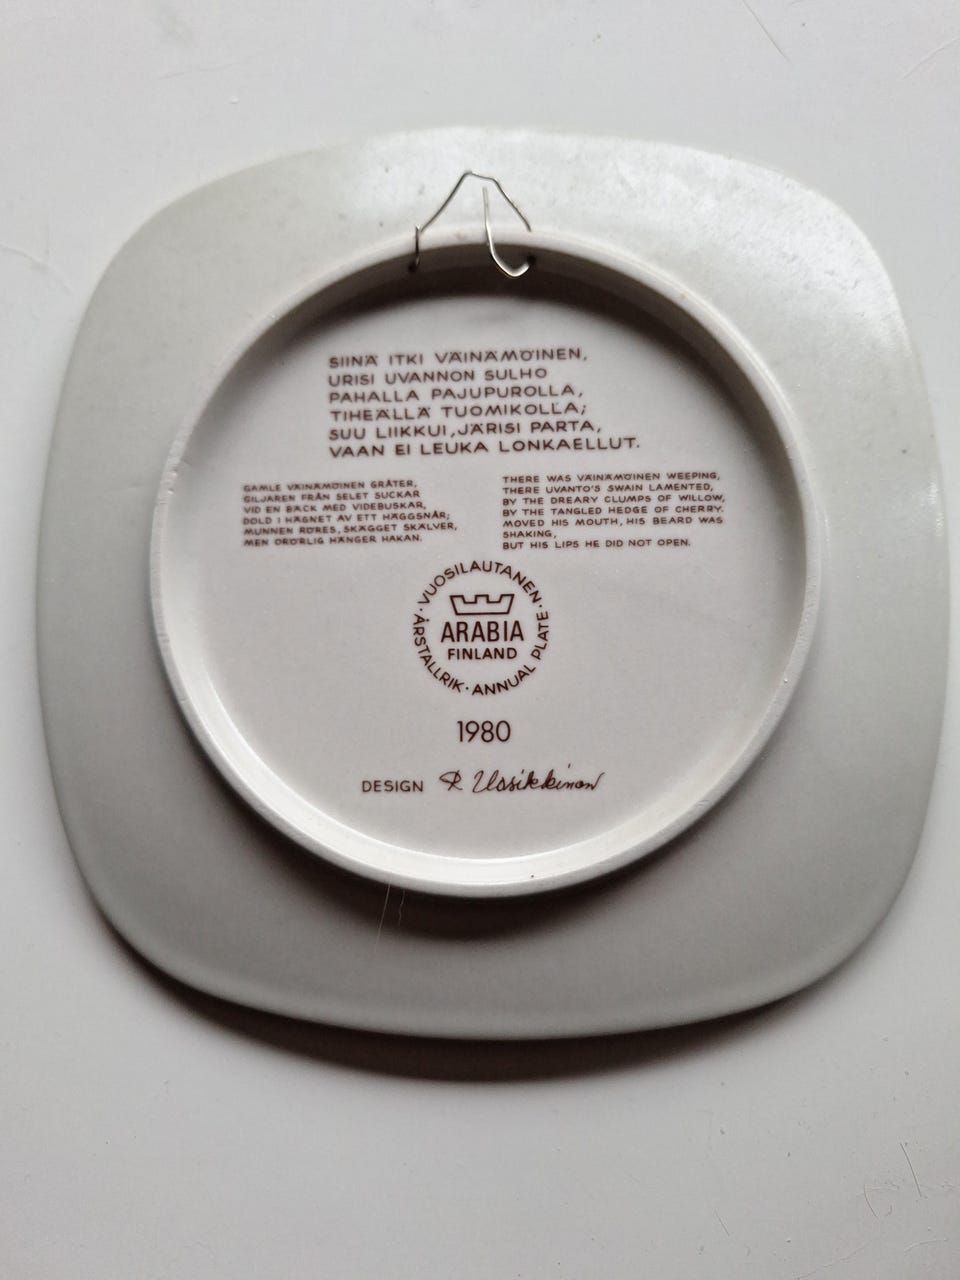 SIINÄ ITKI VÄINÄMÖINEN,
URISI UVANNON SULHO
PAHALLA PAJUPUROLLA,
TIHEÄLLÄ TUOMIKOLLA;
SUU LIIKKUI, JÄRISI PARTA,
VAAN EI LEUKA LONKAELLUT.
GAMLE VÄINÄMÖINEN GRÅTER,
GILJAREN FRÅN SELET SUCKAR
VID EN BÄCK MED VIDEBUSKAR,
DOLD I HÄGNET AV ETT HÄGGSNÅR;
MUNNEN RÖRES, SKÄGGET SKÄLVER,
MEN ORÖRLIG HÄNGER HAKAN.
THERE WAS VÄINÄMÖINEN WEEPING,
THERE UVANTO'S SWAIN LAMENTED,
BY THE DREARY CLUMPS OF WILLOW,
BY THE TANGLED HEDGE OF CHERRY.
MOVED HIS MOUTH, HIS BEARD WAS
SHAKING,
BUT HIS LIPS HE DID NOT OPEN.
· VUOSILAUTANEN · ANNUAL PLATE · ÅRSTALLRIK
ARABIA
FINLAND
1980
DESIGN R Uosikkinen